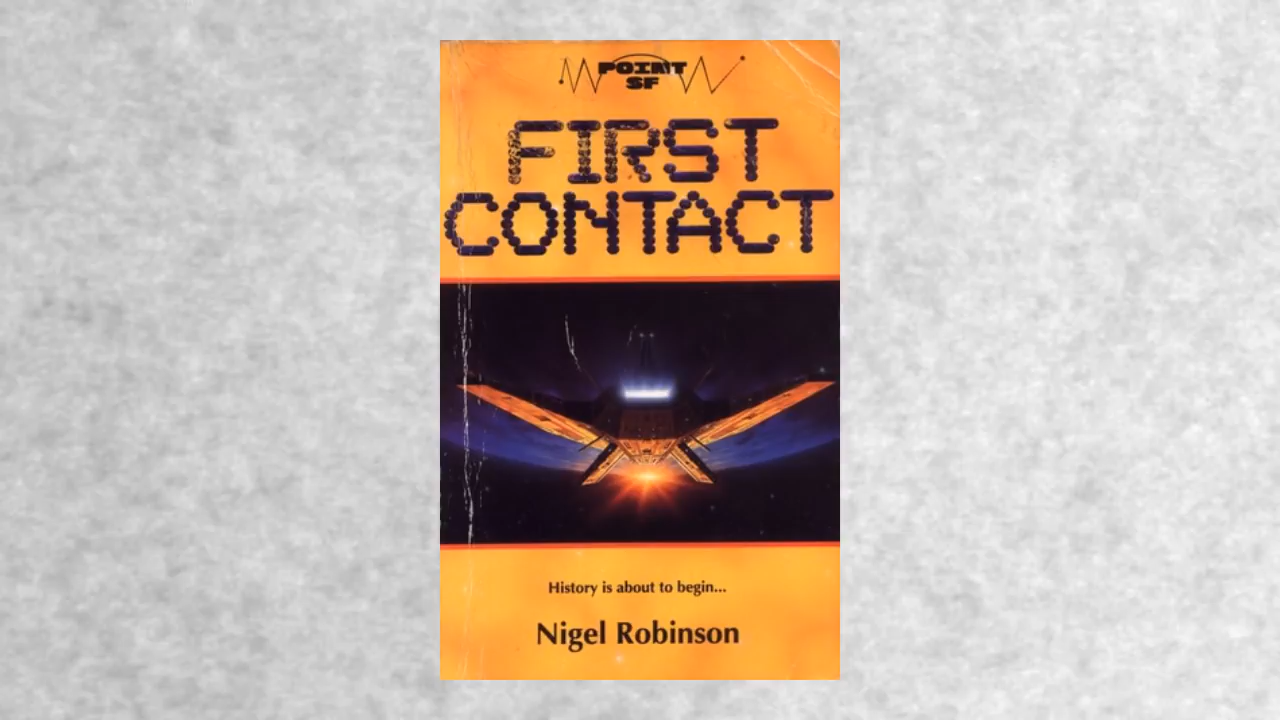 POINT
SF
FIRST
CONTACT
History is about to begin...
Nigel Robinson